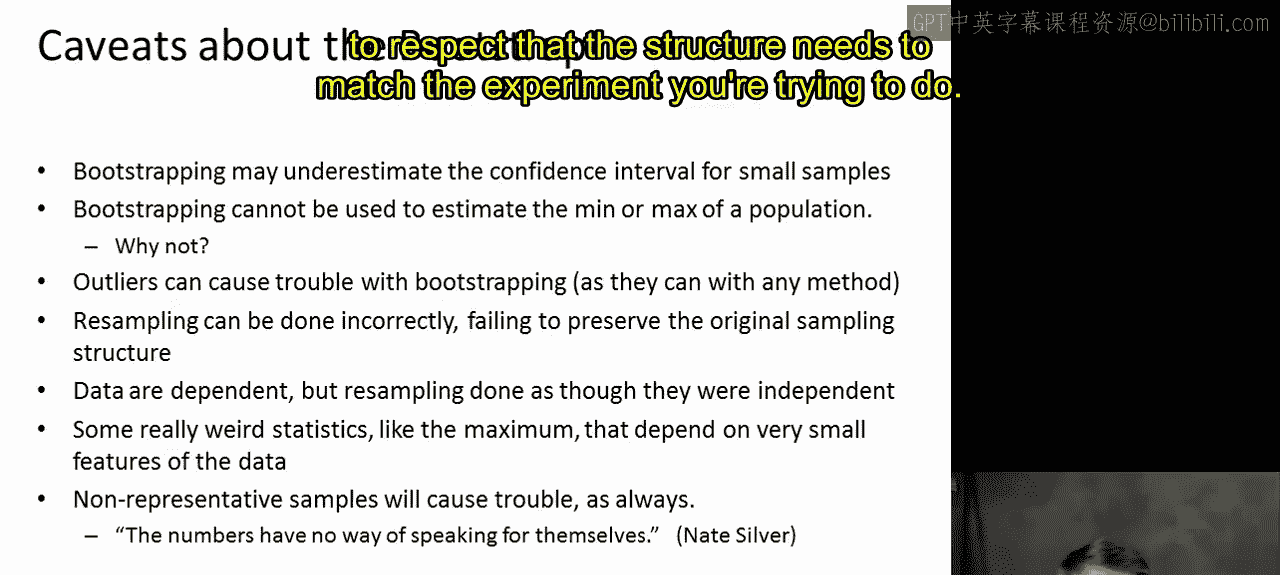 GPT中英字幕课程资源@bilibili.com
Caveats about the
to respect that the structure needs to
match the experiment you're trying to do.
• Bootstrapping may underestimate the confidence interval for small samples
• Bootstrapping cannot be used to estimate the min or max of a population.
– Why not?
• Outliers can cause trouble with bootstrapping (as they can with any method)
• Resampling can be done incorrectly, failing to preserve the original sampling
structure
• Data are dependent, but resampling done as though they were independent
• Some really weird statistics, like the maximum, that depend on very small
features of the data
• Non-representative samples will cause trouble, as always.
– “The numbers have no way of speaking for themselves.” (Nate Silver)